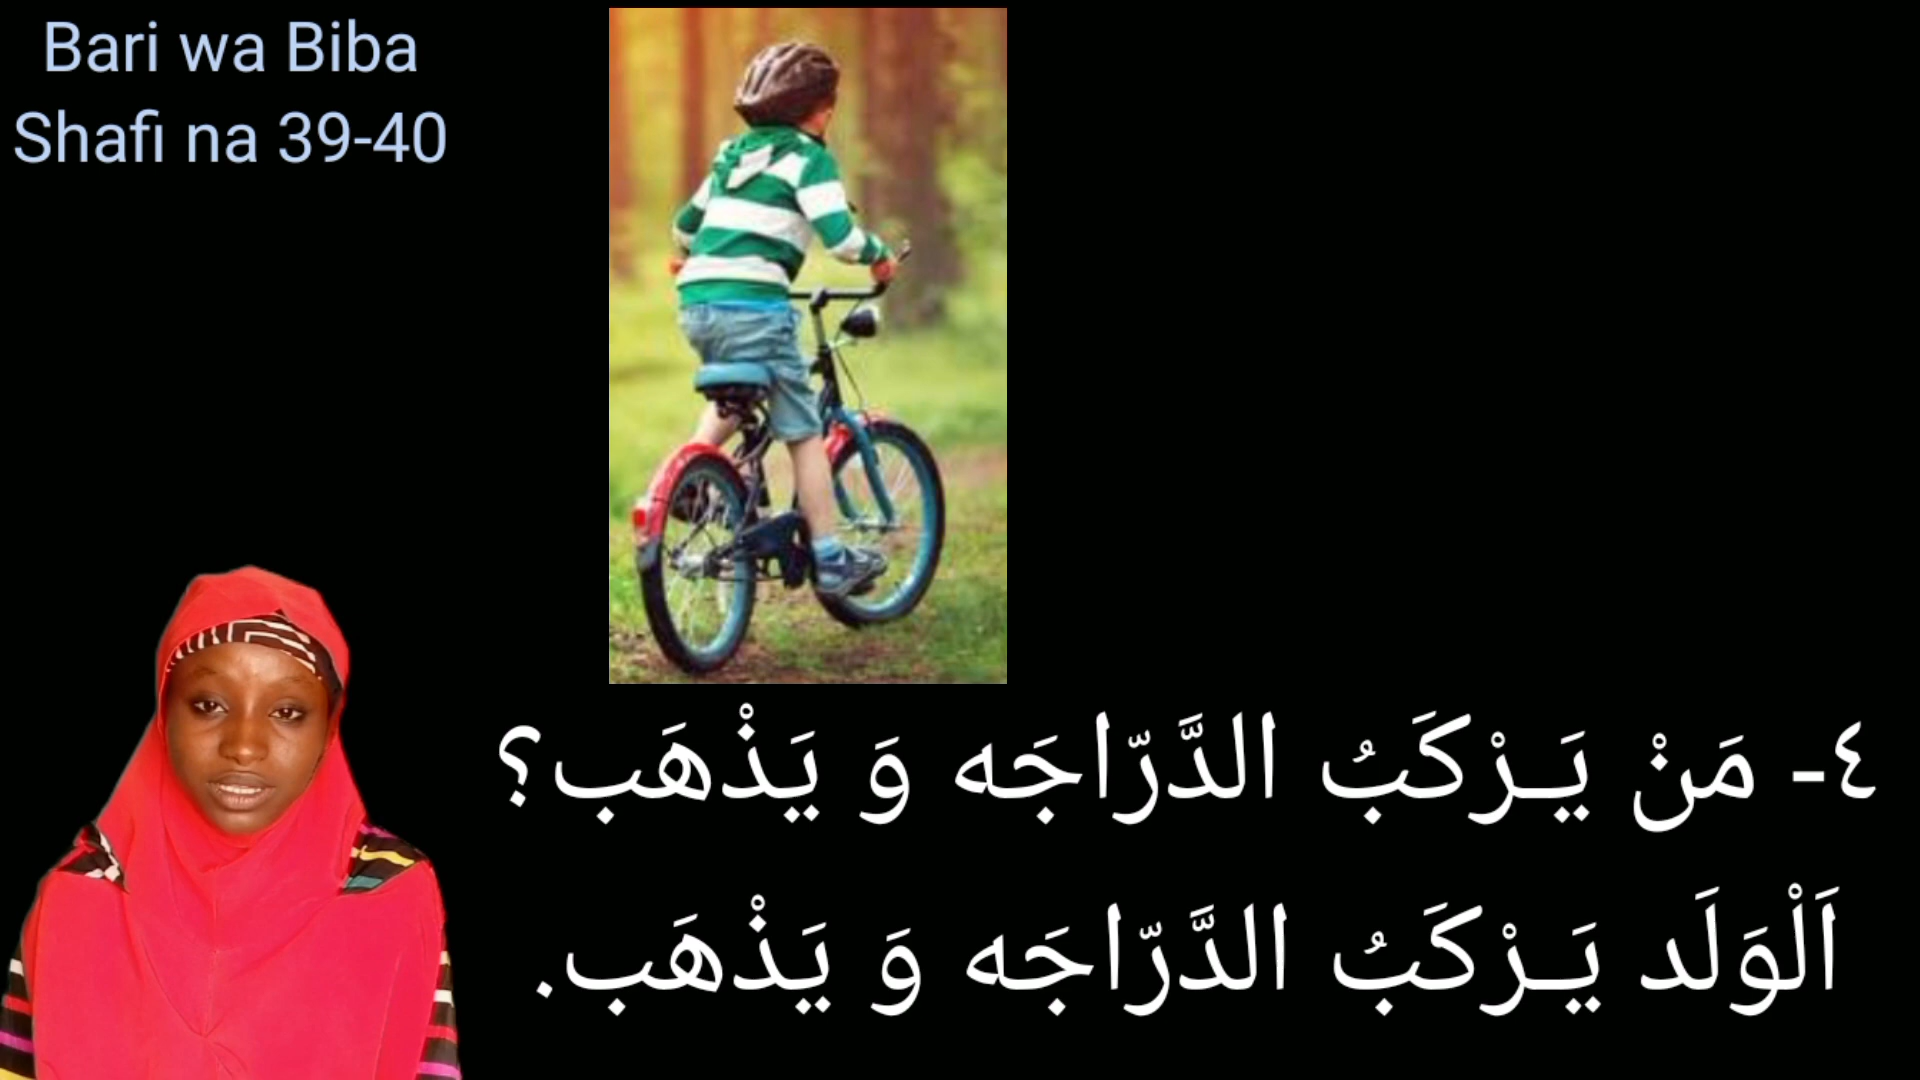 Bari wa Biba
Shafi na 39-40
٤- مَنْ يَـرْكَبُ الدَّرّاجَه وَ يَذْهَب؟
اَلْوَلَد يَـرْكَبُ الدَّرّاجَه وَ يَذْهَب.